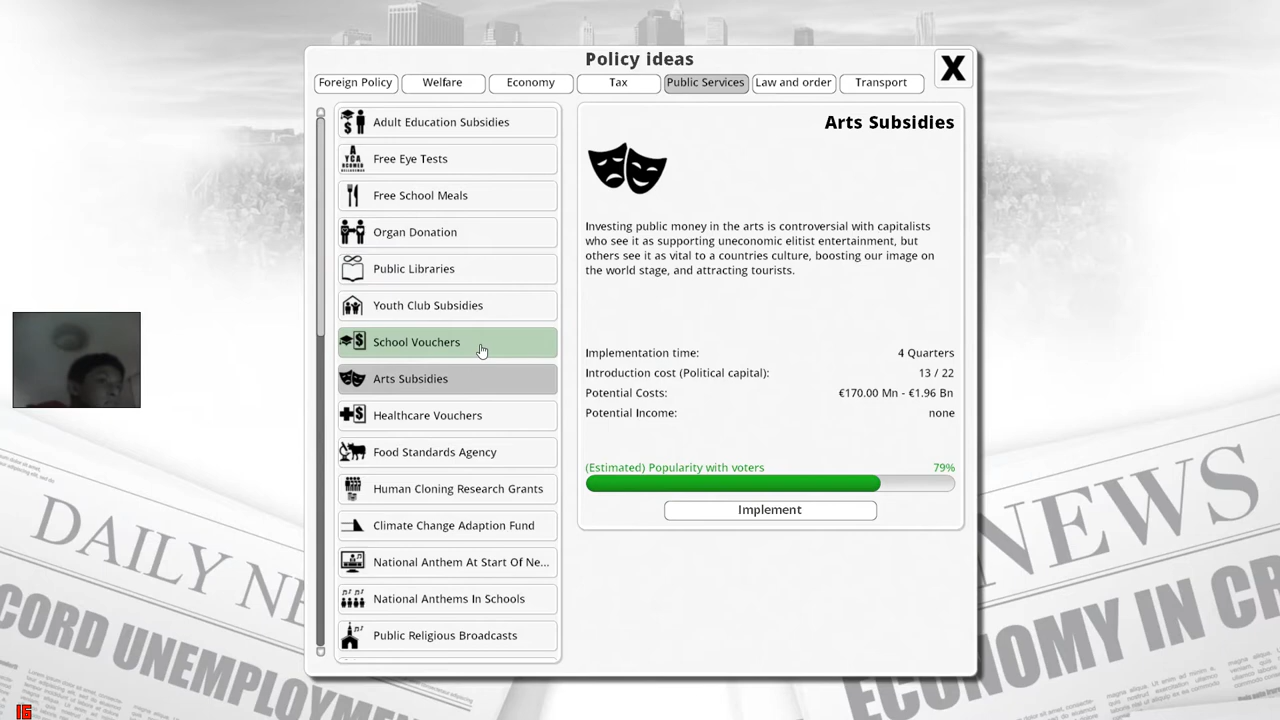 Policy ideas
X
Foreign Policy
Welfare
Economy
Tax
Public Services
Law and order
Transport
Adult Education Subsidies
Free Eye Tests
Free School Meals
Organ Donation
Public Libraries
Youth Club Subsidies
School Vouchers
Arts Subsidies
Healthcare Vouchers
Food Standards Agency
Human Cloning Research Grants
Climate Change Adaption Fund
National Anthem At Start Of Ne...
National Anthems In Schools
Public Religious Broadcasts
Arts Subsidies
Investing public money in the arts is controversial with capitalists
who see it as supporting uneconomic elitist entertainment, but
others see it as vital to a countries culture, boosting our image on
the world stage, and attracting tourists.
Implementation time: 4 Quarters
Introduction cost (Political capital): 13 / 22
Potential Costs: €170.00 Mn - €1.96 Bn
Potential Income: none
(Estimated) Popularity with voters 79%
Implement
DAILY NE
CORD UNEMPLOYM
NEWS
ECONOMY IN CR
16